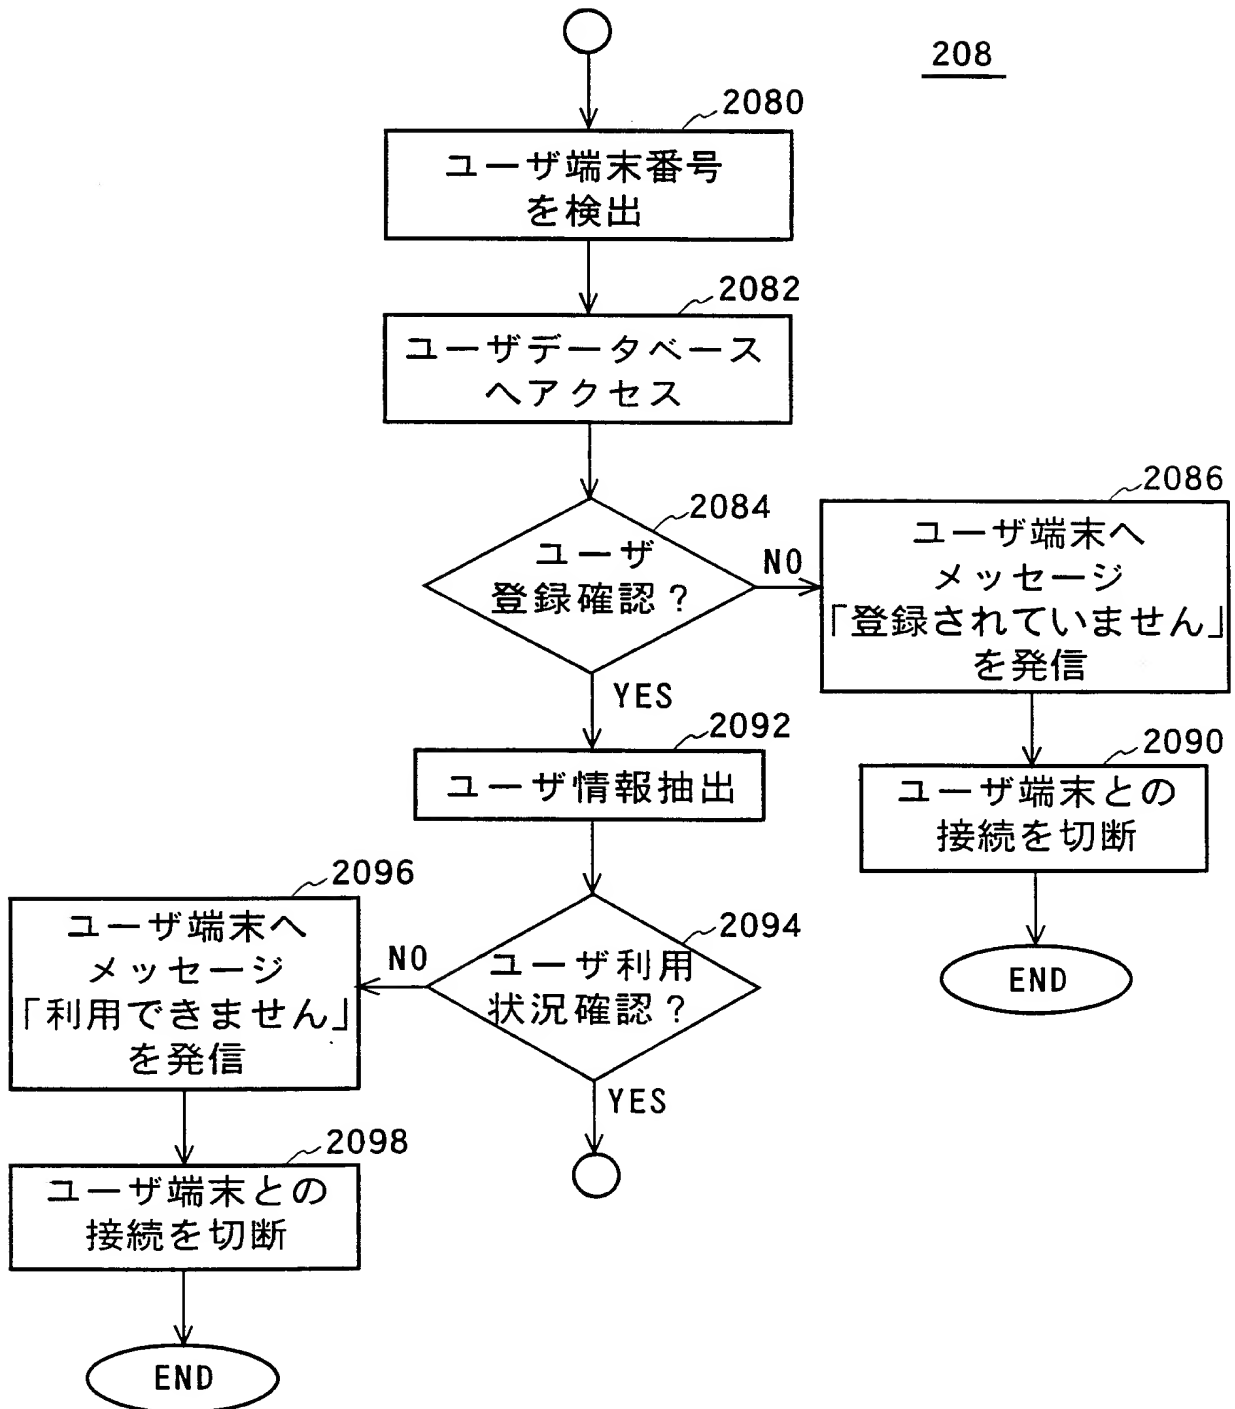 208
2080
ユーザ端末番号
を検出
2082
ユーザデータベース
へアクセス
2084
ユーザ
登録確認？
NO
2086
ユーザ端末へ
メッセージ
「登録されていません」
を発信
YES
2092
ユーザ情報抽出
2090
ユーザ端末との
接続を切断
END
2094
ユーザ利用
状況確認？
NO
2096
ユーザ端末へ
メッセージ
「利用できません」
を発信
YES
2098
ユーザ端末との
接続を切断
END